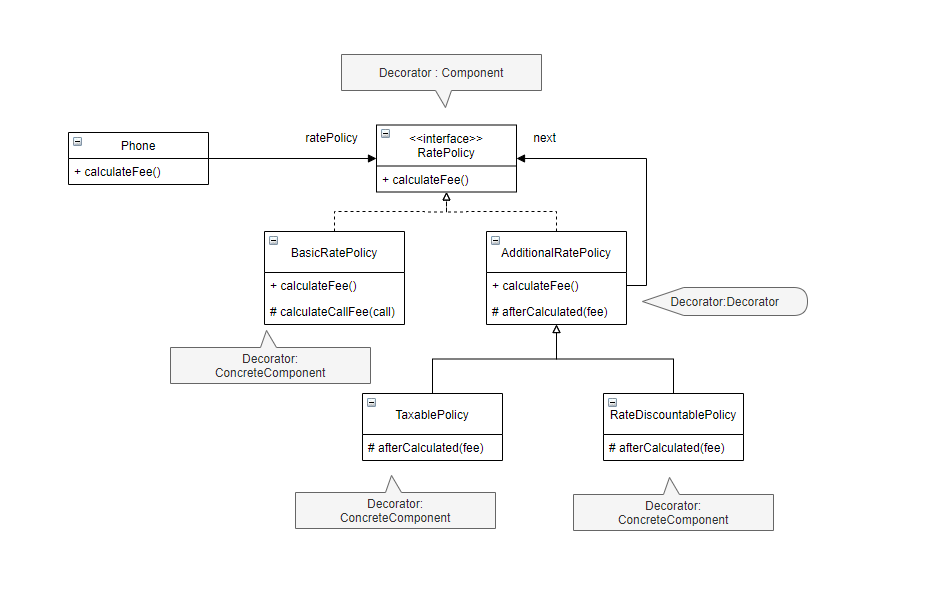 Decorator : Component
Phone
+ calculateFee()
ratePolicy
<<interface>>
RatePolicy
+ calculateFee()
next
BasicRatePolicy
+ calculateFee()
# calculateCallFee(call)
AdditionalRatePolicy
+ calculateFee()
# afterCalculated(fee)
Decorator:Decorator
Decorator:
ConcreteComponent
TaxablePolicy
# afterCalculated(fee)
RateDiscountablePolicy
# afterCalculated(fee)
Decorator:
ConcreteComponent
Decorator:
ConcreteComponent